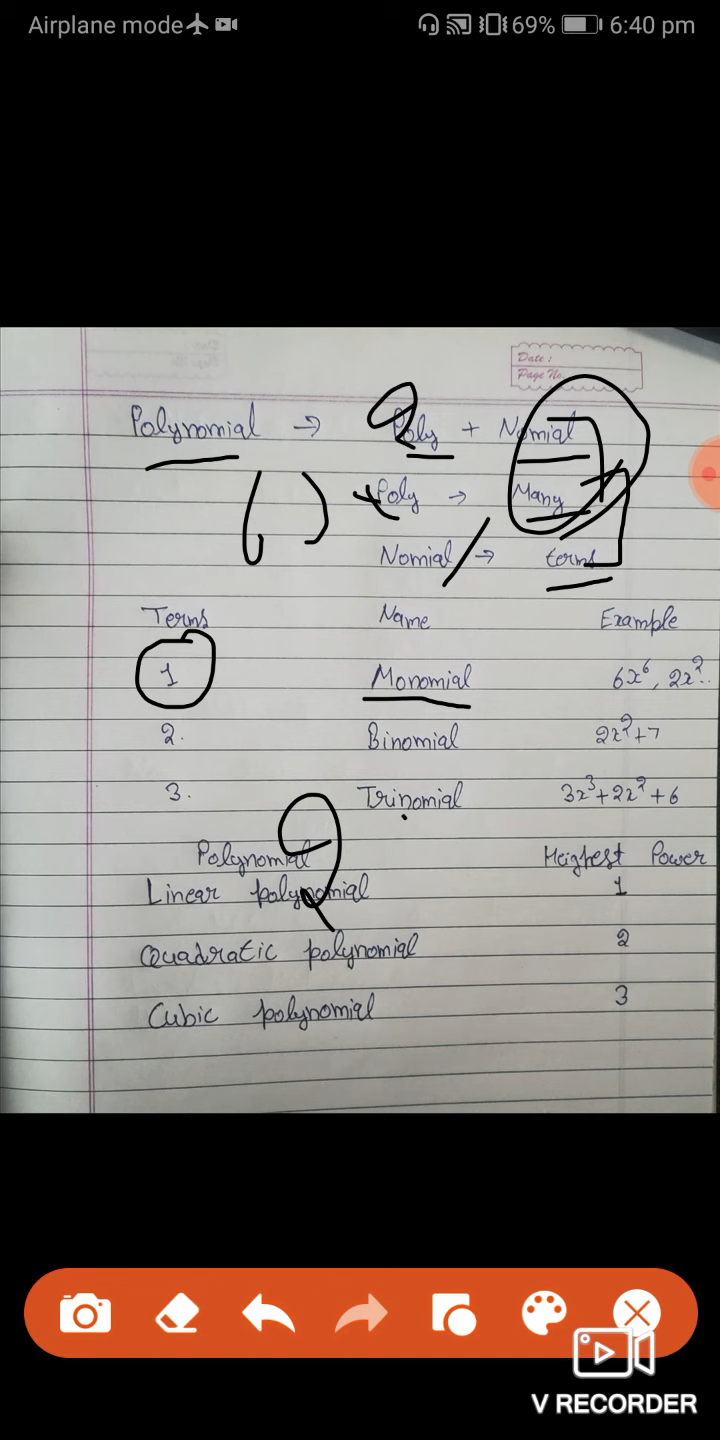 Airplane mode 69% 6:40 pm
Date :
Page No.
Polynomial → Poly + Nomial
Poly → Many
Nomial → terms
Terms Name Example
1 Monomial 6x⁶, 2x²..
2. Binomial 2x²+7
3. Trinomial 3x³+2x²+6
Polynomial Heighest Power
Linear polynomial 1
Quadratic polynomial 2
Cubic polynomial 3
V RECORDER